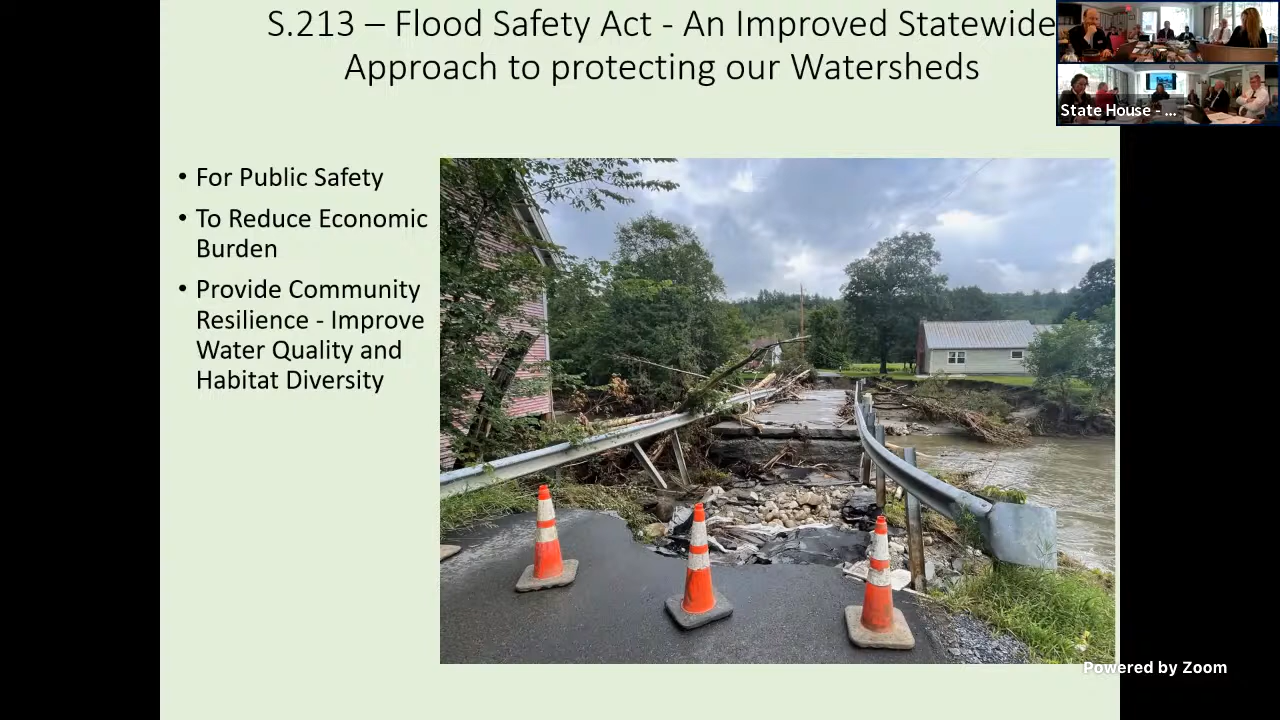 S.213 – Flood Safety Act - An Improved Statewide
Approach to protecting our Watersheds
• For Public Safety
• To Reduce Economic
Burden
• Provide Community
Resilience - Improve
Water Quality and
Habitat Diversity
State House - ...
Powered by Zoom